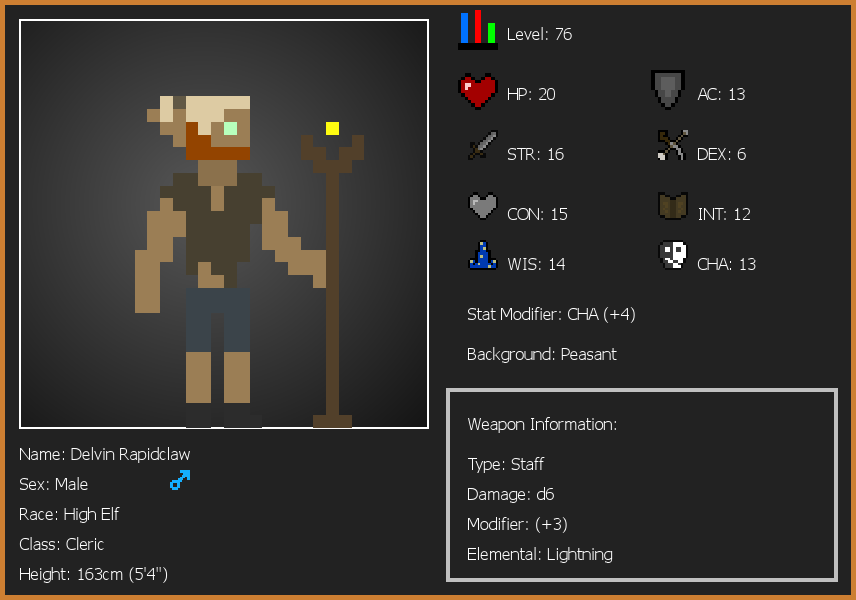 Level: 76
HP: 20
AC: 13
STR: 16
DEX: 6
CON: 15
INT: 12
WIS: 14
CHA: 13
Stat Modifier: CHA (+4)
Background: Peasant
Weapon Information:
Type: Staff
Damage: d6
Modifier: (+3)
Elemental: Lightning
Name: Delvin Rapidclaw
Sex: Male
Race: High Elf
Class: Cleric
Height: 163cm (5'4")